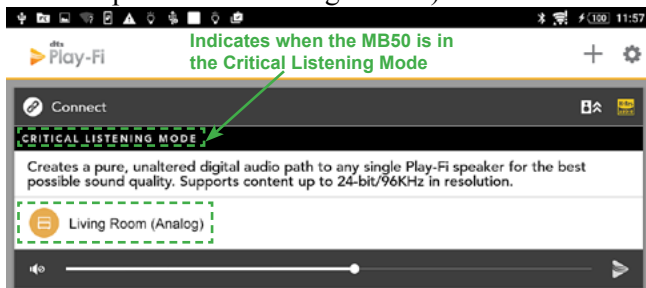 100 11:57
dts
Play-Fi
Indicates when the MB50 is in
the Critical Listening Mode
Connect
CRITICAL LISTENING MODE
Creates a pure, unaltered digital audio path to any single Play-Fi speaker for the best
possible sound quality. Supports content up to 24-bit/96KHz in resolution.
Living Room (Analog)